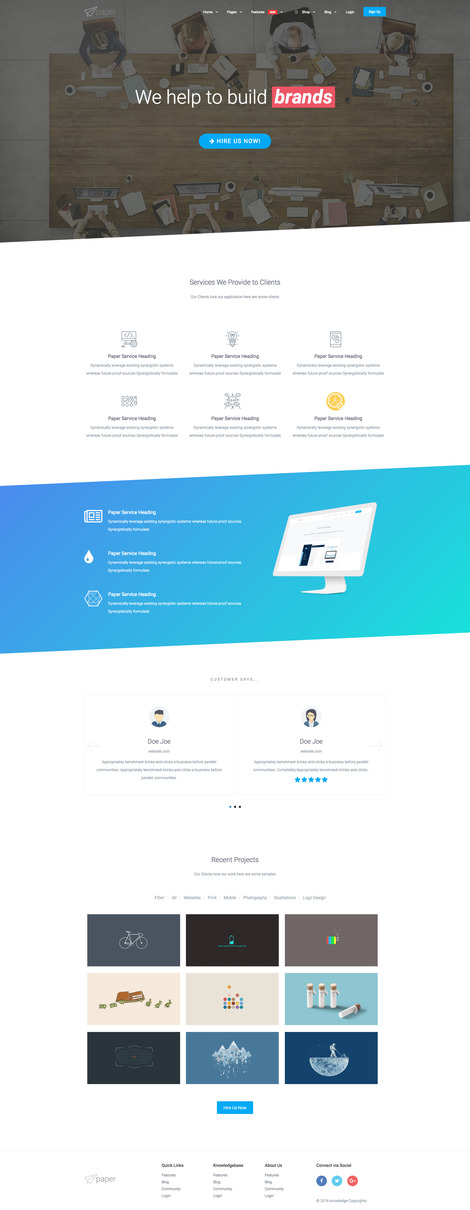 paper
Home Pages Features NEW Shop Blog Login Sign Up
We help to build brands
HIRE US NOW!
Services We Provide to Clients
Our Clients love our application here are some clients
Paper Service Heading
Dynamically leverage existing synergistic systems
whereas future proof sources Synergistically formulate
Paper Service Heading
Dynamically leverage existing synergistic systems
whereas future proof sources Synergistically formulate
Paper Service Heading
Dynamically leverage existing synergistic systems
whereas future proof sources Synergistically formulate
Paper Service Heading
Dynamically leverage existing synergistic systems
whereas future proof sources Synergistically formulate
Paper Service Heading
Dynamically leverage existing synergistic systems
whereas future proof sources Synergistically formulate
Paper Service Heading
Dynamically leverage existing synergistic systems
whereas future proof sources Synergistically formulate
Paper Service Heading
Dynamically leverage existing synergistic systems whereas future proof sources
Synergistically formulate
Paper Service Heading
Dynamically leverage existing synergistic systems whereas future proof sources
Synergistically formulate
Paper Service Heading
Dynamically leverage existing synergistic systems whereas future proof sources
Synergistically formulate
CUSTOMER SAYS...
Doe Joe
website.com
Appropriately benchmark bricks and clicks a business before parallel
communities. Appropriately benchmark bricks and clicks a business before
parallel communities.
Doe Joe
website.com
Appropriately benchmark bricks and clicks a business before parallel
communities. Completely Appropriately benchmark bricks and clicks.
Recent Projects
Our Clients love our work here are some samples
Filter All Websites Print Mobile Photography Illustrations Logo Design
Hire Us Now
paper
Quick Links
Features
Blog
Community
Login
Knowledgebase
Features
Blog
Community
Login
About Us
Features
Blog
Community
Login
Connect via Social
© 2016 knowledge Copyrights